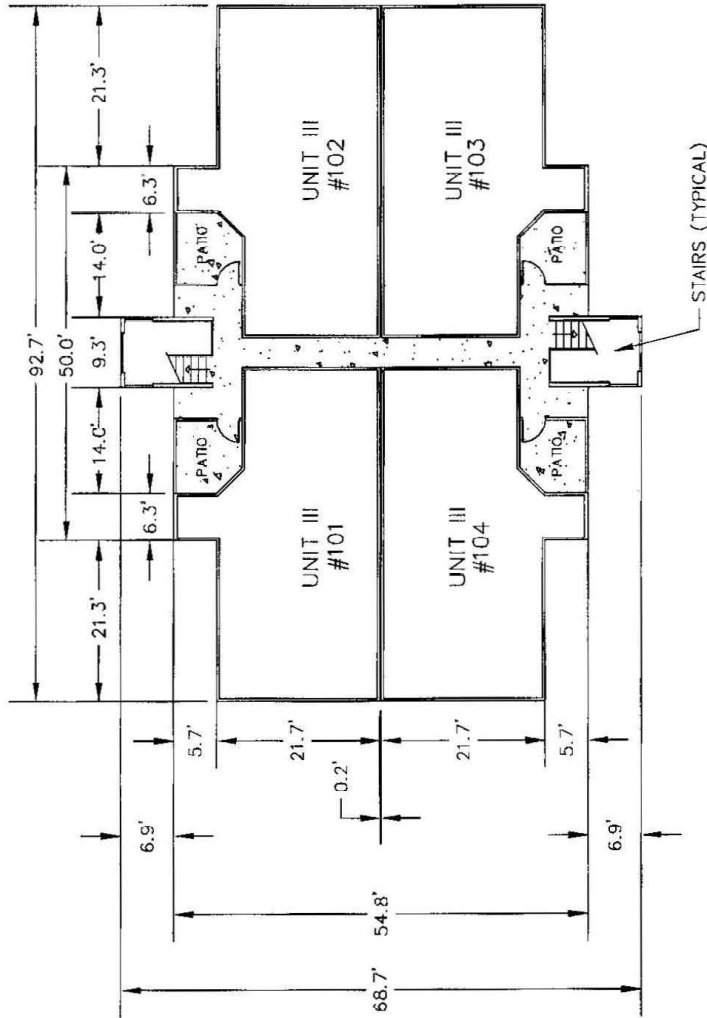 92.7'
50.0'
21.3'
6.3'
14.0'
9.3'
14.0'
6.3'
21.3'
PATIO
PATIO
UNIT III
#101
UNIT III
#102
UNIT III
#104
UNIT III
#103
PATIO
PATIO
6.9'
5.7'
21.7'
0.2'
21.7'
5.7'
6.9'
54.8'
68.7'
STAIRS (TYPICAL)